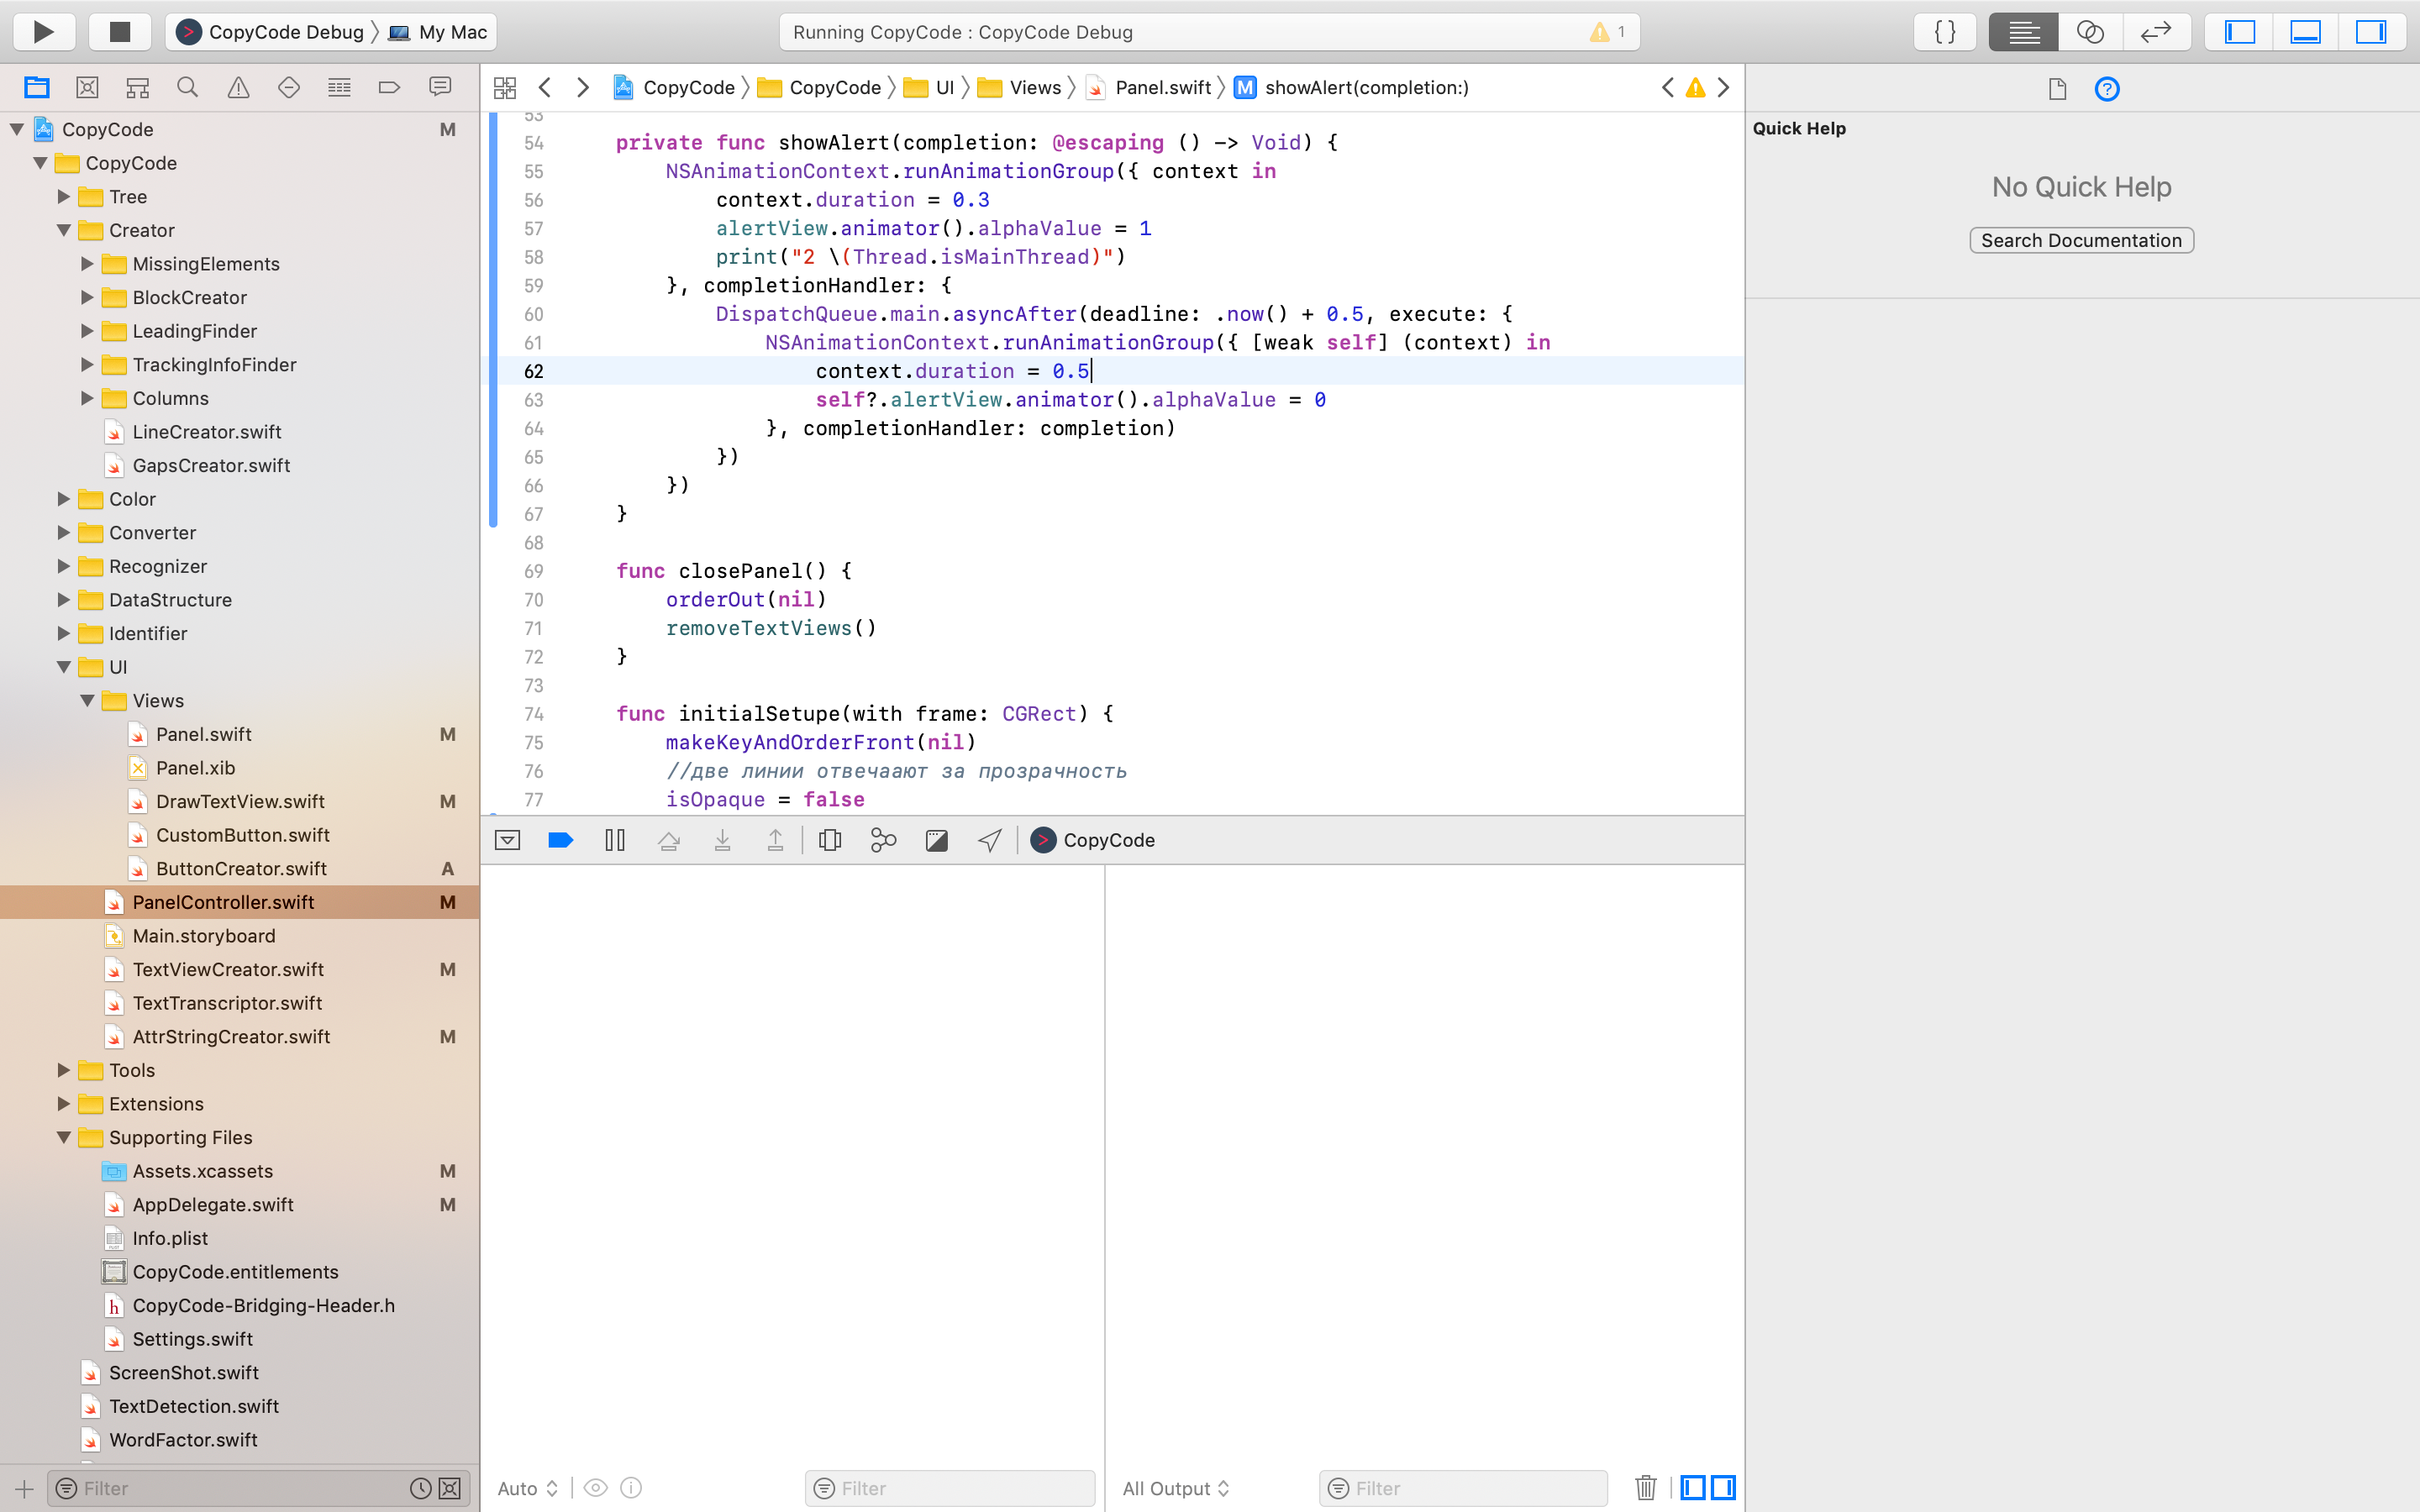 CopyCode Debug My Mac
Running CopyCode : CopyCode Debug 1
{}
CopyCode CopyCode UI Views Panel.swift M showAlert(completion:)
Quick Help
No Quick Help
Search Documentation
CopyCode M
CopyCode
Tree
Creator
MissingElements
BlockCreator
LeadingFinder
TrackingInfoFinder
Columns
LineCreator.swift
GapsCreator.swift
Color
Converter
Recognizer
DataStructure
Identifier
UI
Views
Panel.swift M
Panel.xib
DrawTextView.swift M
CustomButton.swift
ButtonCreator.swift A
PanelController.swift M
Main.storyboard
TextViewCreator.swift M
TextTranscriptor.swift
AttrStringCreator.swift M
Tools
Extensions
Supporting Files
Assets.xcassets M
AppDelegate.swift M
Info.plist
CopyCode.entitlements
CopyCode-Bridging-Header.h
Settings.swift
ScreenShot.swift
TextDetection.swift
WordFactor.swift
Filter
53
54 private func showAlert(completion: @escaping () -> Void) {
55 NSAnimationContext.runAnimationGroup({ context in
56 context.duration = 0.3
57 alertView.animator().alphaValue = 1
58 print("2 \(Thread.isMainThread)")
59 }, completionHandler: {
60 DispatchQueue.main.asyncAfter(deadline: .now() + 0.5, execute: {
61 NSAnimationContext.runAnimationGroup({ [weak self] (context) in
62 context.duration = 0.5
63 self?.alertView.animator().alphaValue = 0
64 }, completionHandler: completion)
65 })
66 })
67 }
68
69 func closePanel() {
70 orderOut(nil)
71 removeTextViews()
72 }
73
74 func initialSetupe(with frame: CGRect) {
75 makeKeyAndOrderFront(nil)
76 //две линии отвечаают за прозрачность
77 isOpaque = false
CopyCode
Auto Filter
All Output Filter